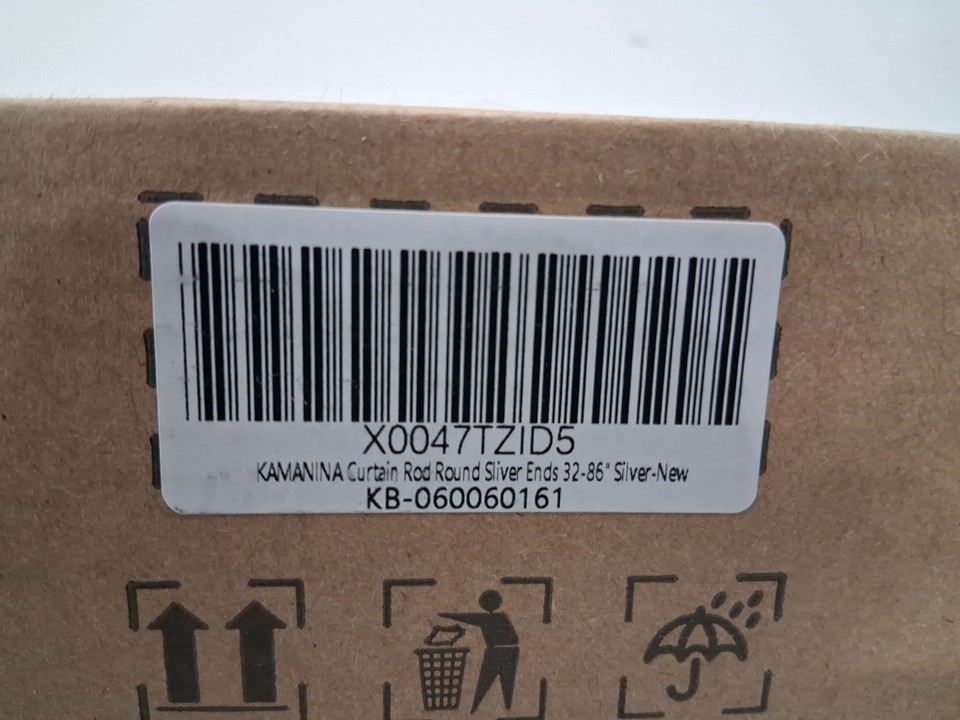 X0047TZID5
KAMANINA Curtain Rod Round Sliver Ends 32-86" Silver-New
KB-060060161